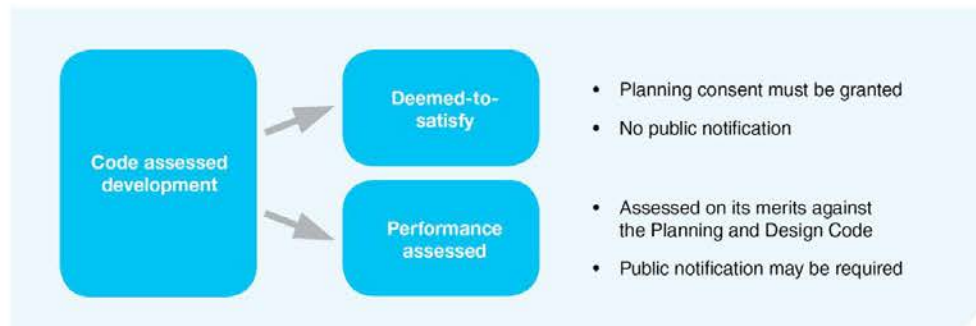 Code assessed
development
Deemed-to-
satisfy
• Planning consent must be granted
• No public notification
Performance
assessed
• Assessed on its merits against
the Planning and Design Code
• Public notification may be required